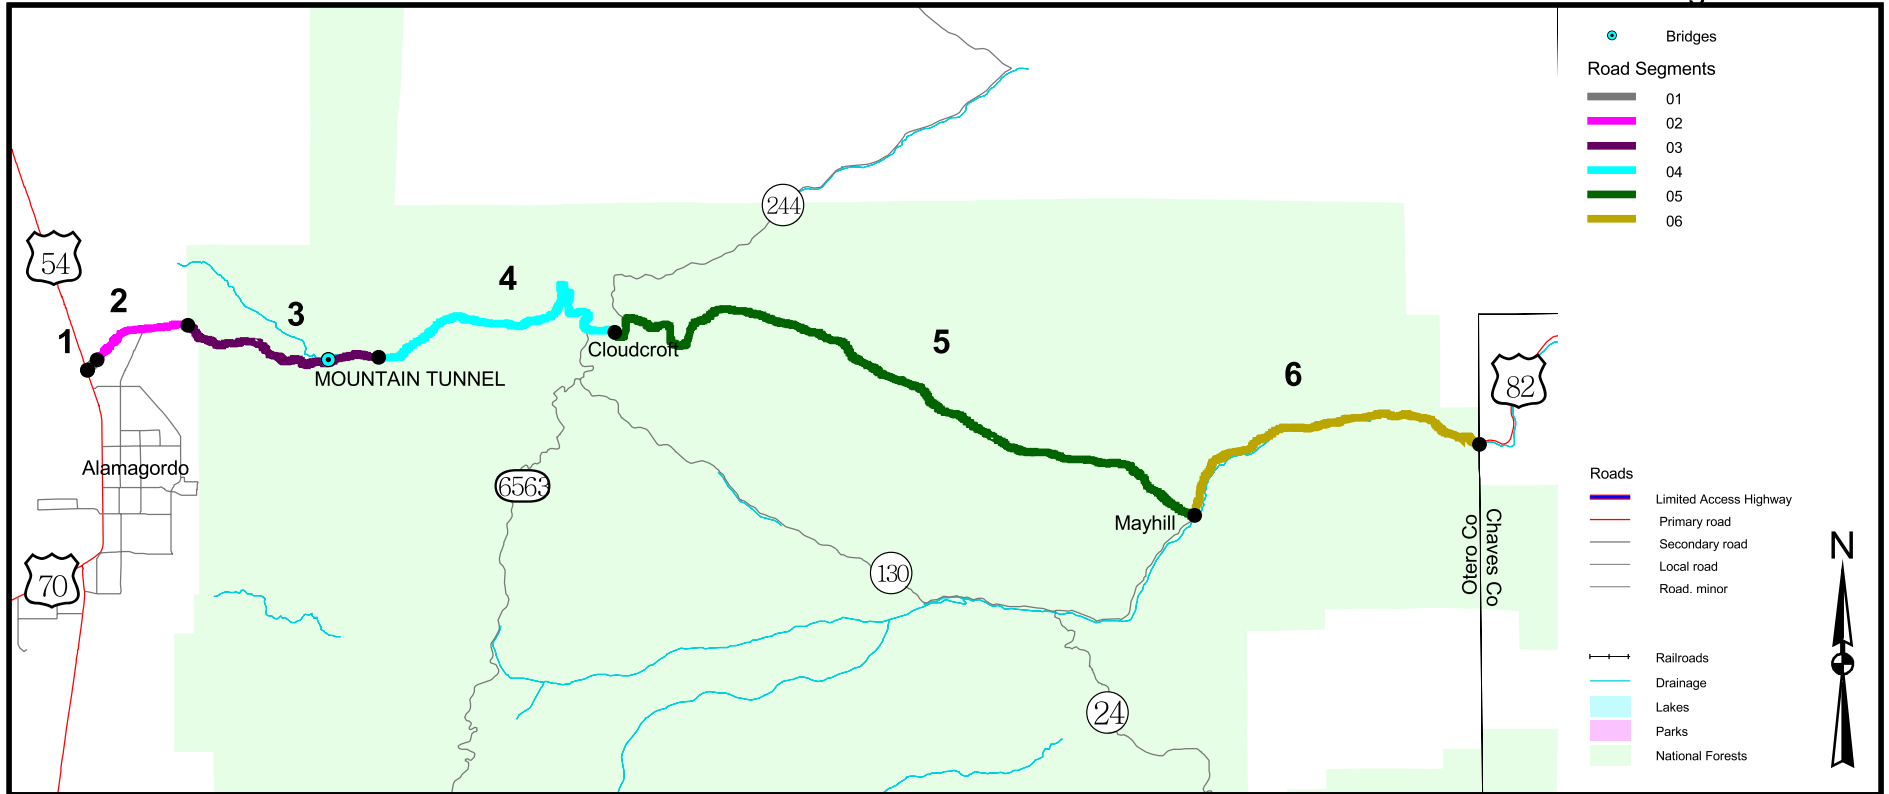 Bridges
Road Segments
01
02
03
04
05
06
244
54
4
2
3
1
5
Cloudcroft
6
MOUNTAIN TUNNEL
82
Alamagordo
6563
Mayhill
Otero Co
Chaves Co
130
70
24
Roads
Limited Access Highway
Primary road
Secondary road
Local road
Road. minor
Railroads
Drainage
Lakes
Parks
National Forests
N